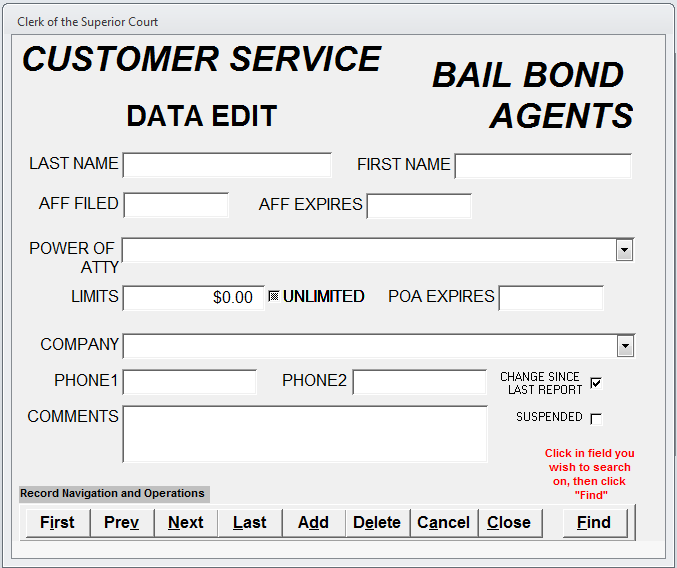 Clerk of the Superior Court
CUSTOMER SERVICE
BAIL BOND
AGENTS
DATA EDIT
LAST NAME
FIRST NAME
AFF FILED
AFF EXPIRES
POWER OF
ATTY
LIMITS
$0.00
UNLIMITED
POA EXPIRES
COMPANY
PHONE1
PHONE2
CHANGE SINCE
LAST REPORT
COMMENTS
SUSPENDED
Click in field you
wish to search
on, then click
"Find"
Record Navigation and Operations
First
Prev
Next
Last
Add
Delete
Cancel
Close
Find